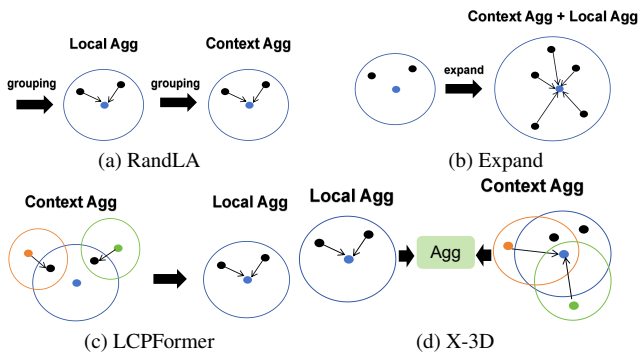 Local Agg
Context Agg
grouping
grouping
(a) RandLA
Context Agg + Local Agg
expand
(b) Expand
Context Agg
Local Agg
(c) LCPFormer
Local Agg
Context Agg
Agg
(d) X-3D